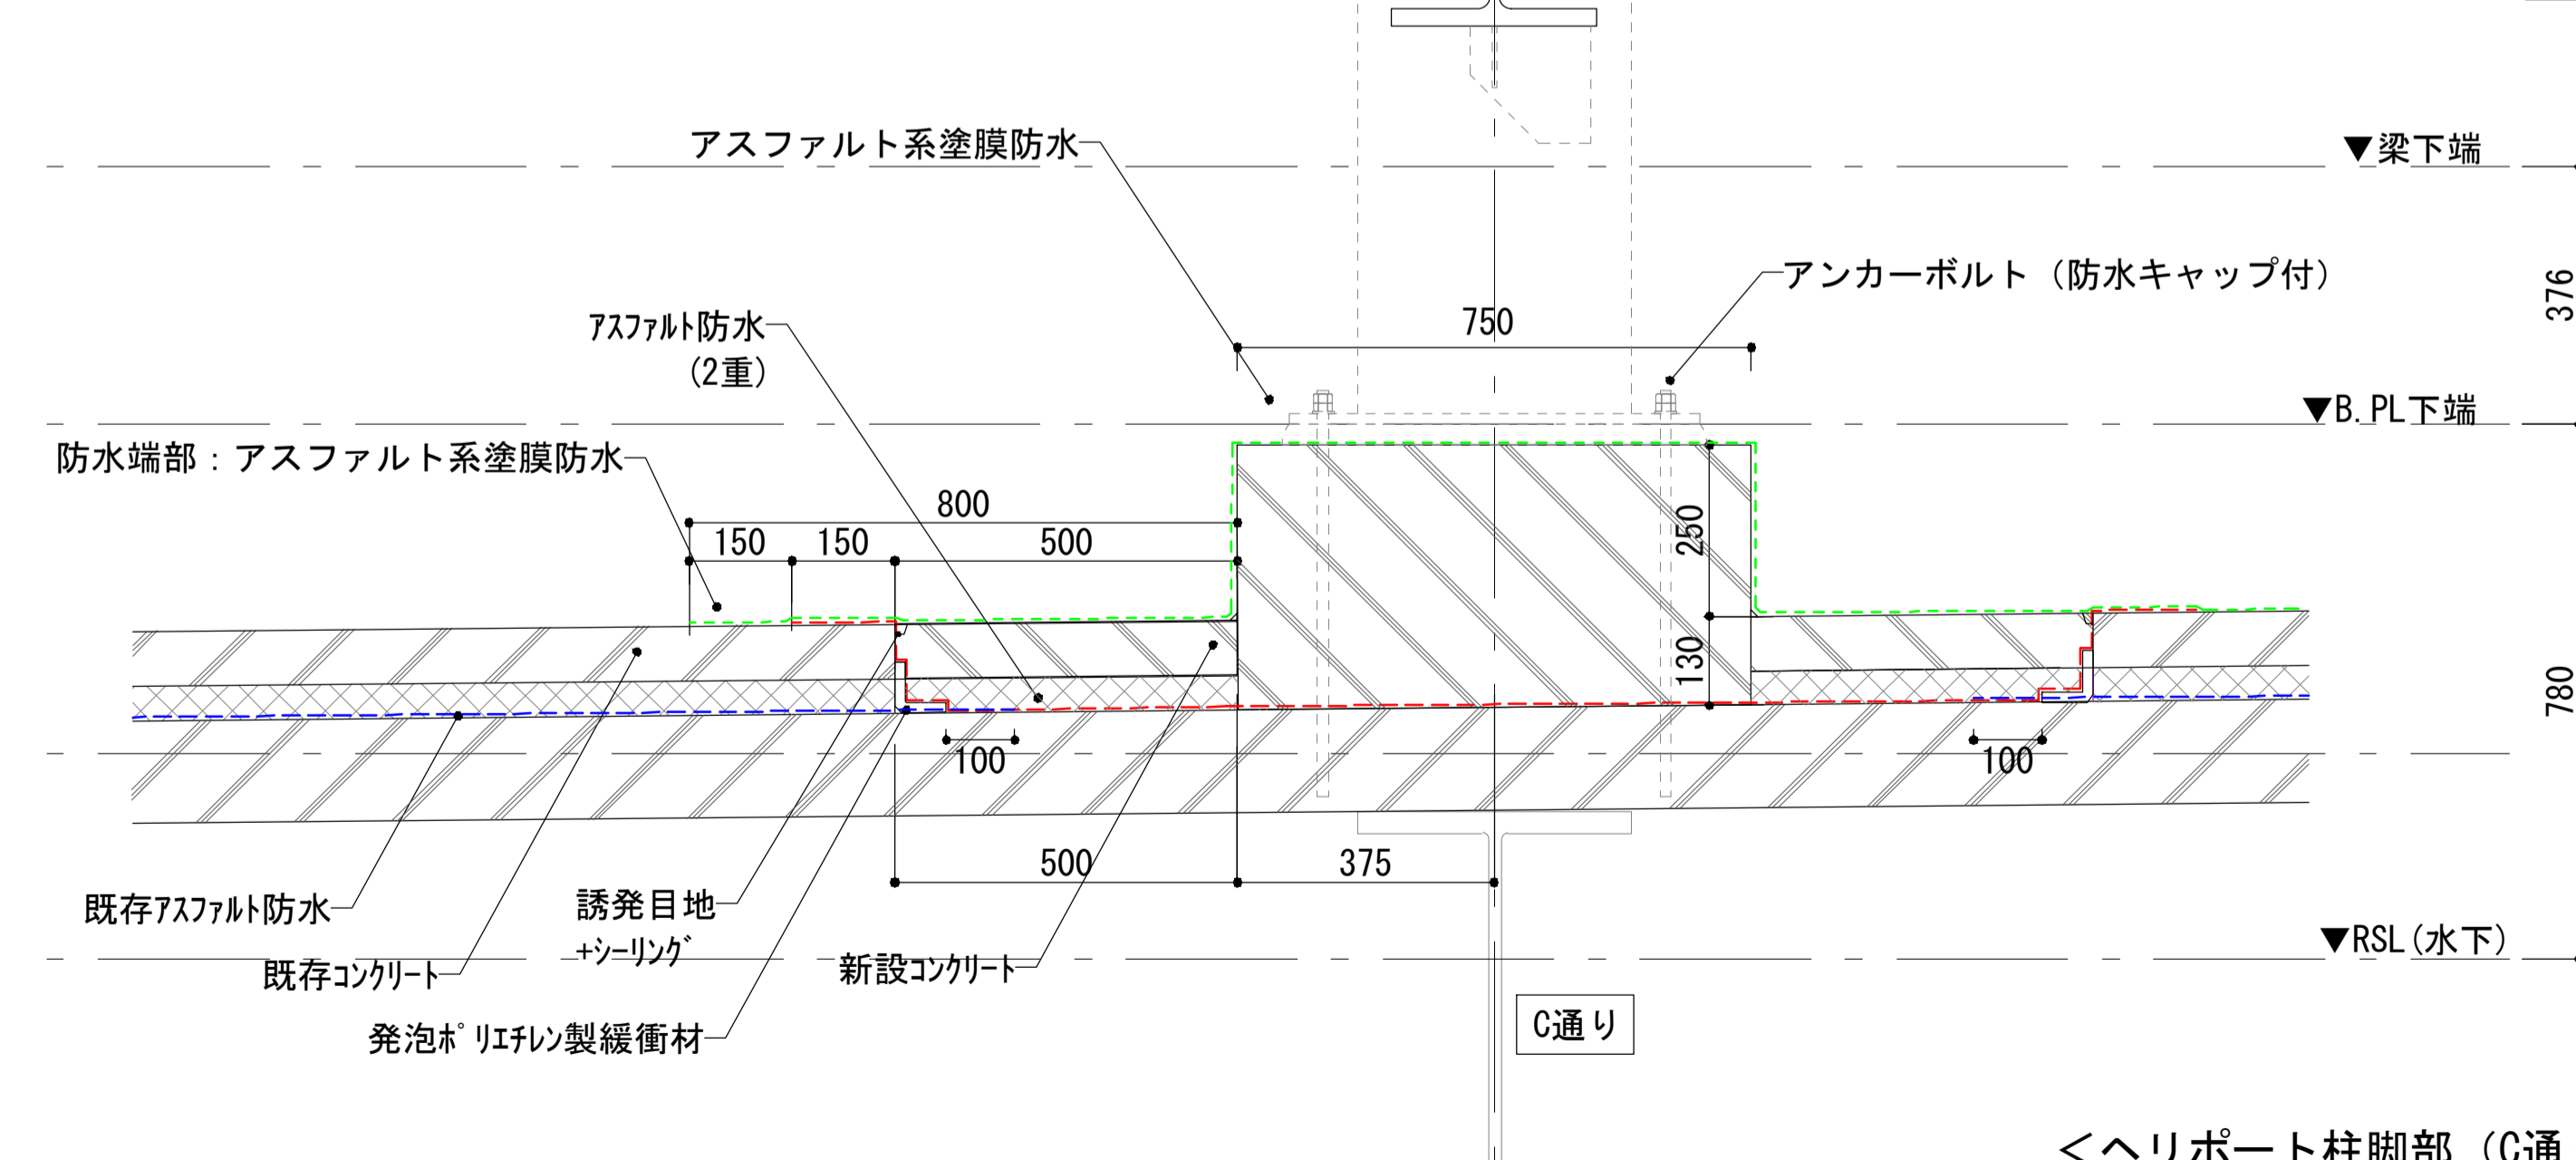 アスファルト系塗膜防水
▼梁下端
アンカーボルト（防水キャップ付）
376
ｱｽﾌｧﾙﾄ防水
(2重)
750
▼B.PL下端
防水端部：アスファルト系塗膜防水
800
150
150
500
250
130
780
100
100
500
375
既存ｱｽﾌｧﾙﾄ防水
誘発目地
+ｼｰﾘﾝｸﾞ
既存ｺﾝｸﾘｰﾄ
新設ｺﾝｸﾘｰﾄ
▼RSL(水下)
発泡ﾎﾟﾘｴﾁﾚﾝ製緩衝材
C通り
＜ヘリポート柱脚部（C通